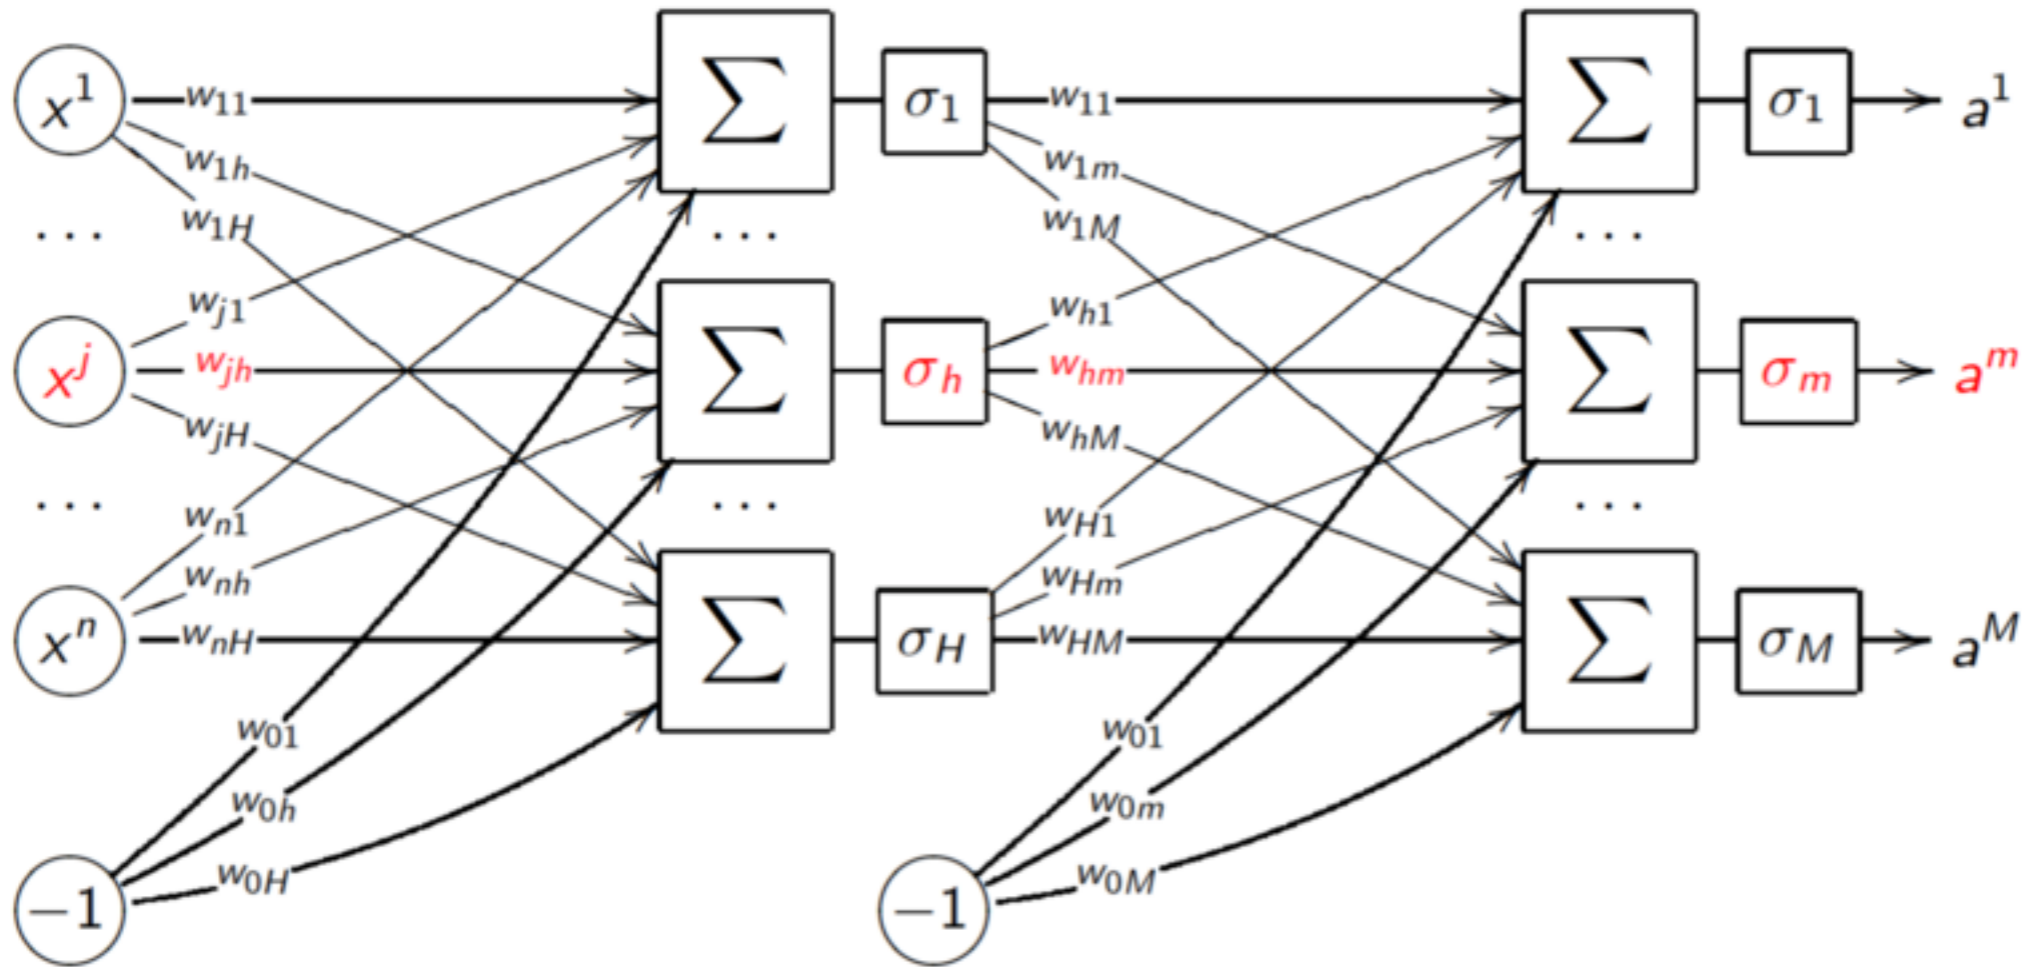 x¹ w₁₁ ∑ σ₁ w₁₁ ∑ σ₁ a¹
w₁ₕ w₁ₘ
... w₁H ... w₁M ...
wⱼ₁ wₕ₁
xʲ wⱼₕ ∑ σₕ wₕₘ ∑ σₘ aᵐ
wⱼH wₕM
... wₙ₁ ... wH₁ ...
wₙₕ wHₘ
xⁿ wₙH ∑ σH wHM ∑ σM aᴹ
w₀₁ w₀₁
w₀ₕ w₀ₘ
w₀H w₀M
−1 −1